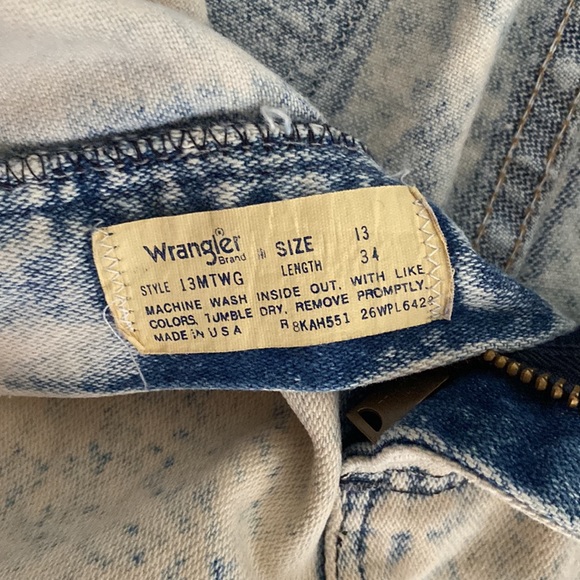 Wrangler® SIZE 13
Brand LENGTH 34
STYLE 13MTWG
MACHINE WASH INSIDE OUT. WITH LIKE
COLORS. TUMBLE DRY. REMOVE PROMPTLY.
MADE IN U S A R 8KAH551 26WPL642